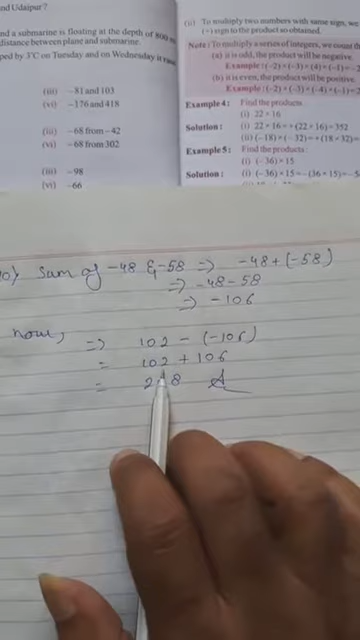 nd Udaipur?
nd a submarine is floating at the depth of 800 m
distance between plane and submarine.
ped by 3°C on Tuesday and on Wednesday it
(iii) −81 and 103
(vi) −176 and 418
(iii) −68 from −42
(vi) −68 from 302
(iii) −98
(vi) −66
(ii) To multiply two numbers with same sign, we
sign to the product so obtained.
Note : To multiply a series of integers, we count th
(a) it is odd, the product will be negative.
Example : (−2) × (−3) × (4) × (−1) =
(b) it is even, the product will be positive.
Example : (−2) × (−3) × (−4) × (−1) =
Example 4 : Find the products :
(i) 22 × 16
Solution : (i) 22 × 16 = + (22 × 16) = 352
(ii) (−18) × (−32) = + (18 × 32) =
Example 5 : Find the products :
(i) (−36) × 15
Solution : (i) (−36) × 15 = − (36 × 15) = −5
10) Sum of −48 & −58 ⇒ −48 + (−58)
⇒ −48 − 58
⇒ −106
now,
⇒ 102 − (−106)
= 102 + 106
= 208 A